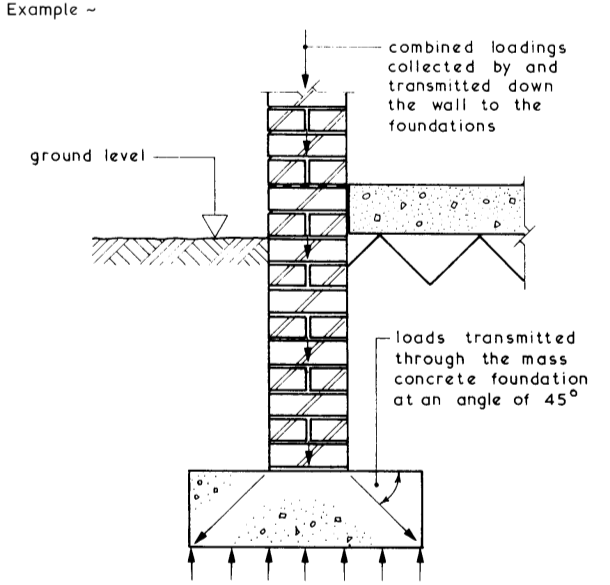 Example ~
combined loadings
collected by and
transmitted down
the wall to the
foundations
ground level
loads transmitted
through the mass
concrete foundation
at an angle of 45°